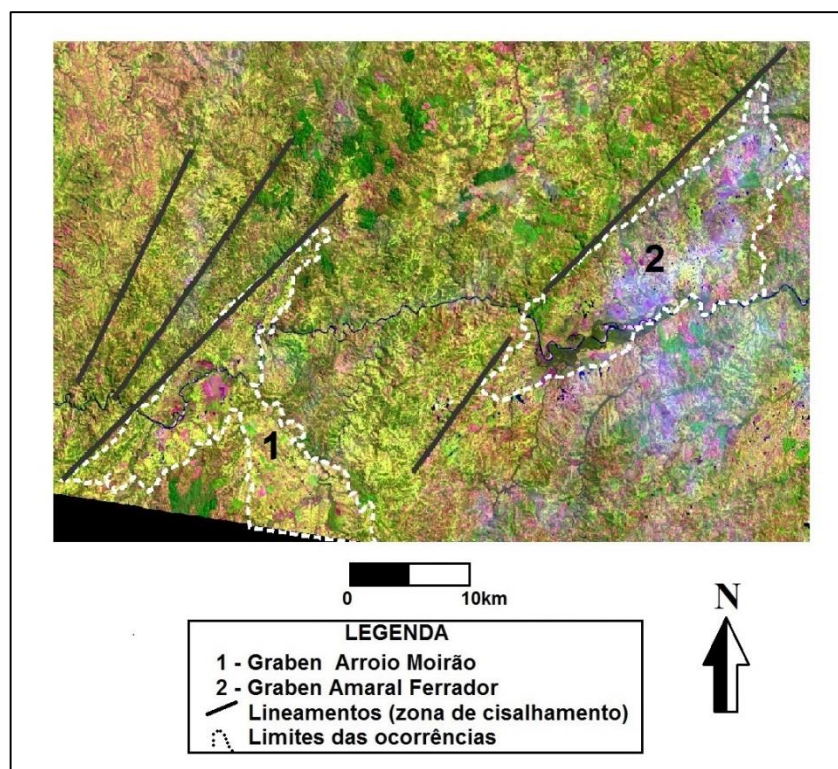 2
1
0 10km
N
LEGENDA
1 - Graben Arroio Moirão
2 - Graben Amaral Ferrador
Lineamentos (zona de cisalhamento)
Limites das ocorrências